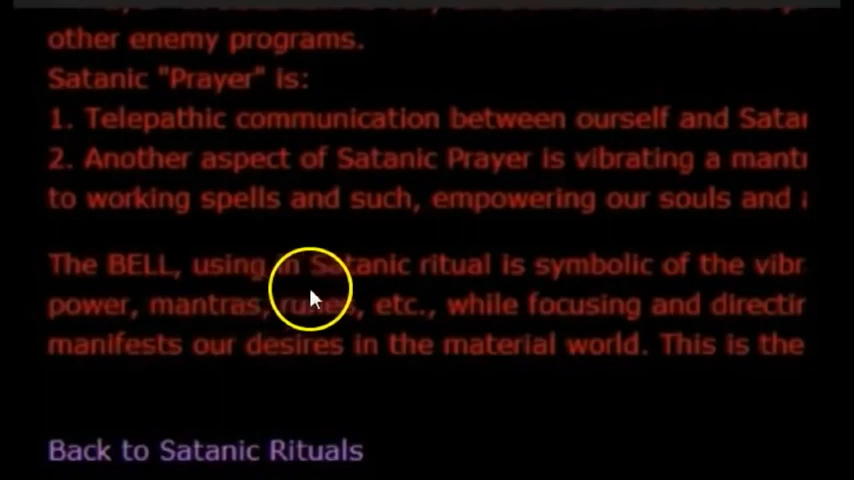 other enemy programs.
Satanic "Prayer" is:
1. Telepathic communication between ourself and
2. Another aspect of Satanic Prayer is vibrating a
to working spells and such, empowering our souls and
The BELL, using in Satanic ritual is symbolic of the
power, mantras, runes, etc., while focusing and
manifests our desires in the material world. This is the
Back to Satanic Rituals